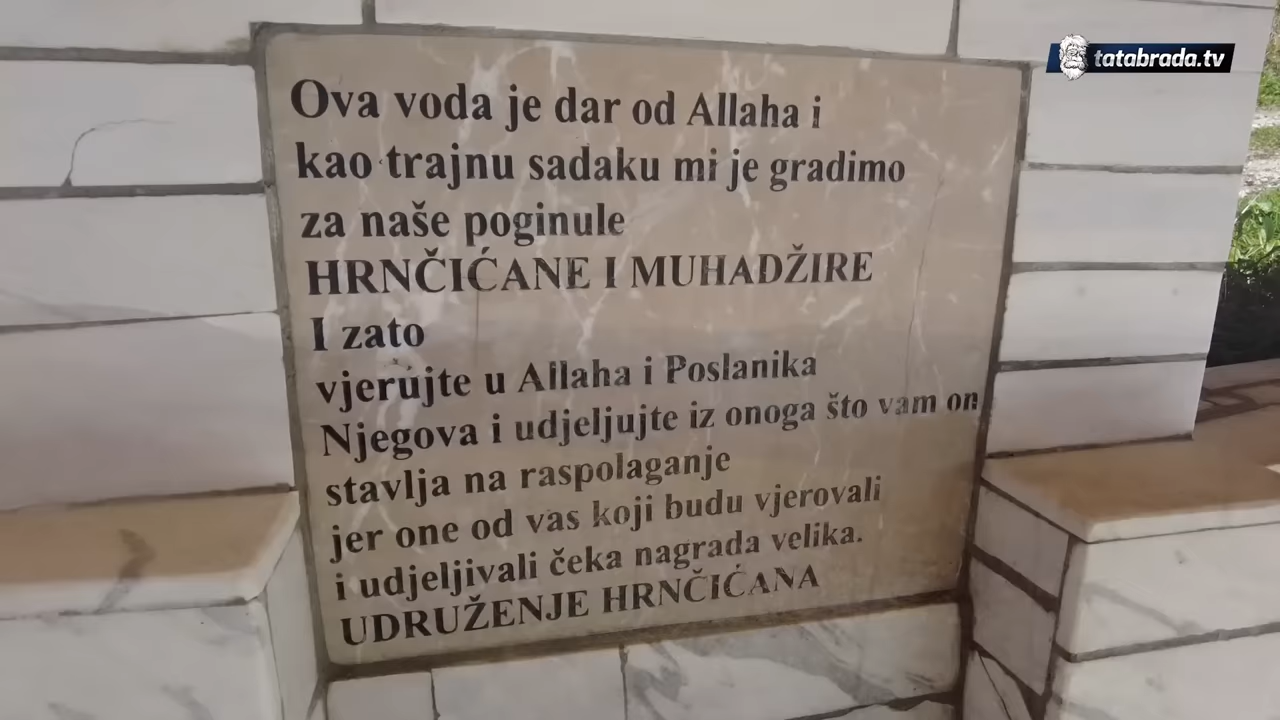 tatabrada.tv
Ova voda je dar od Allaha i
kao trajnu sadaku mi je gradimo
za naše poginule
HRNČIĆANE I MUHADŽIRE
I zato
vjerujte u Allaha i Poslanika
Njegova i udjeljujte iz onoga što vam on
stavlja na raspolaganje
jer one od vas koji budu vjerovali
i udjeljivali čeka nagrada velika.
UDRUŽENJE HRNČIĆANA